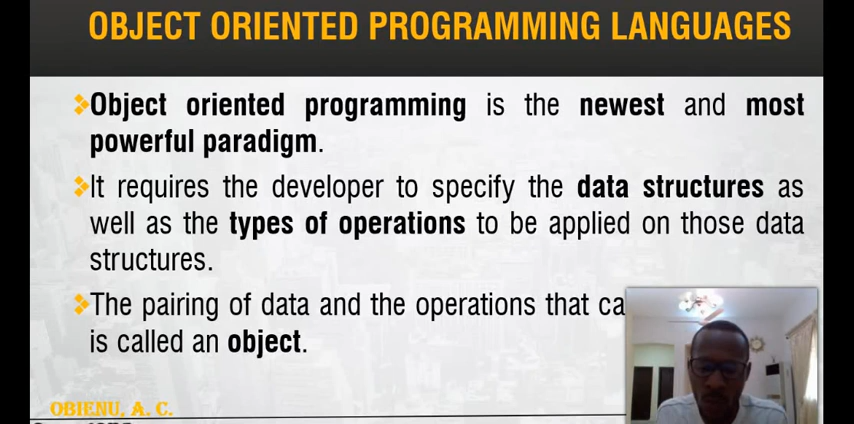 OBJECT ORIENTED PROGRAMMING LANGUAGES
Object oriented programming is the newest and most
powerful paradigm.
It requires the developer to specify the data structures as
well as the types of operations to be applied on those data
structures.
The pairing of data and the operations that
is called an object.
OBIENU, A. C.